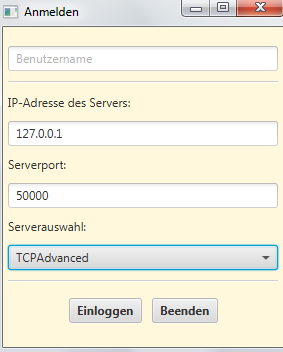 Anmelden
Benutzername
IP-Adresse des Servers:
127.0.0.1
Serverport:
50000
Serverauswahl:
TCPAdvanced
Einloggen Beenden